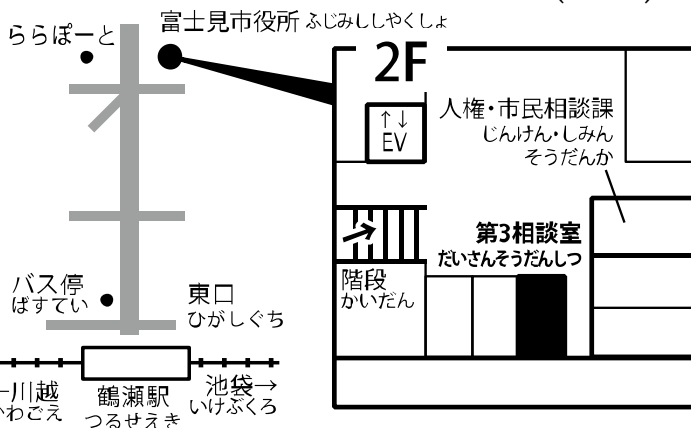 ららぽーと
富士見市役所 ふじみししやくしょ
2F
↑↓
EV
人権・市民相談課
じんけん・しみん
そうだんか
第3相談室
だいさんそうだんしつ
階段
かいだん
バス停
ばすてい
東口
ひがしぐち
川越
わごえ
鶴瀬駅
つるせえき
池袋→
いけぶくろ